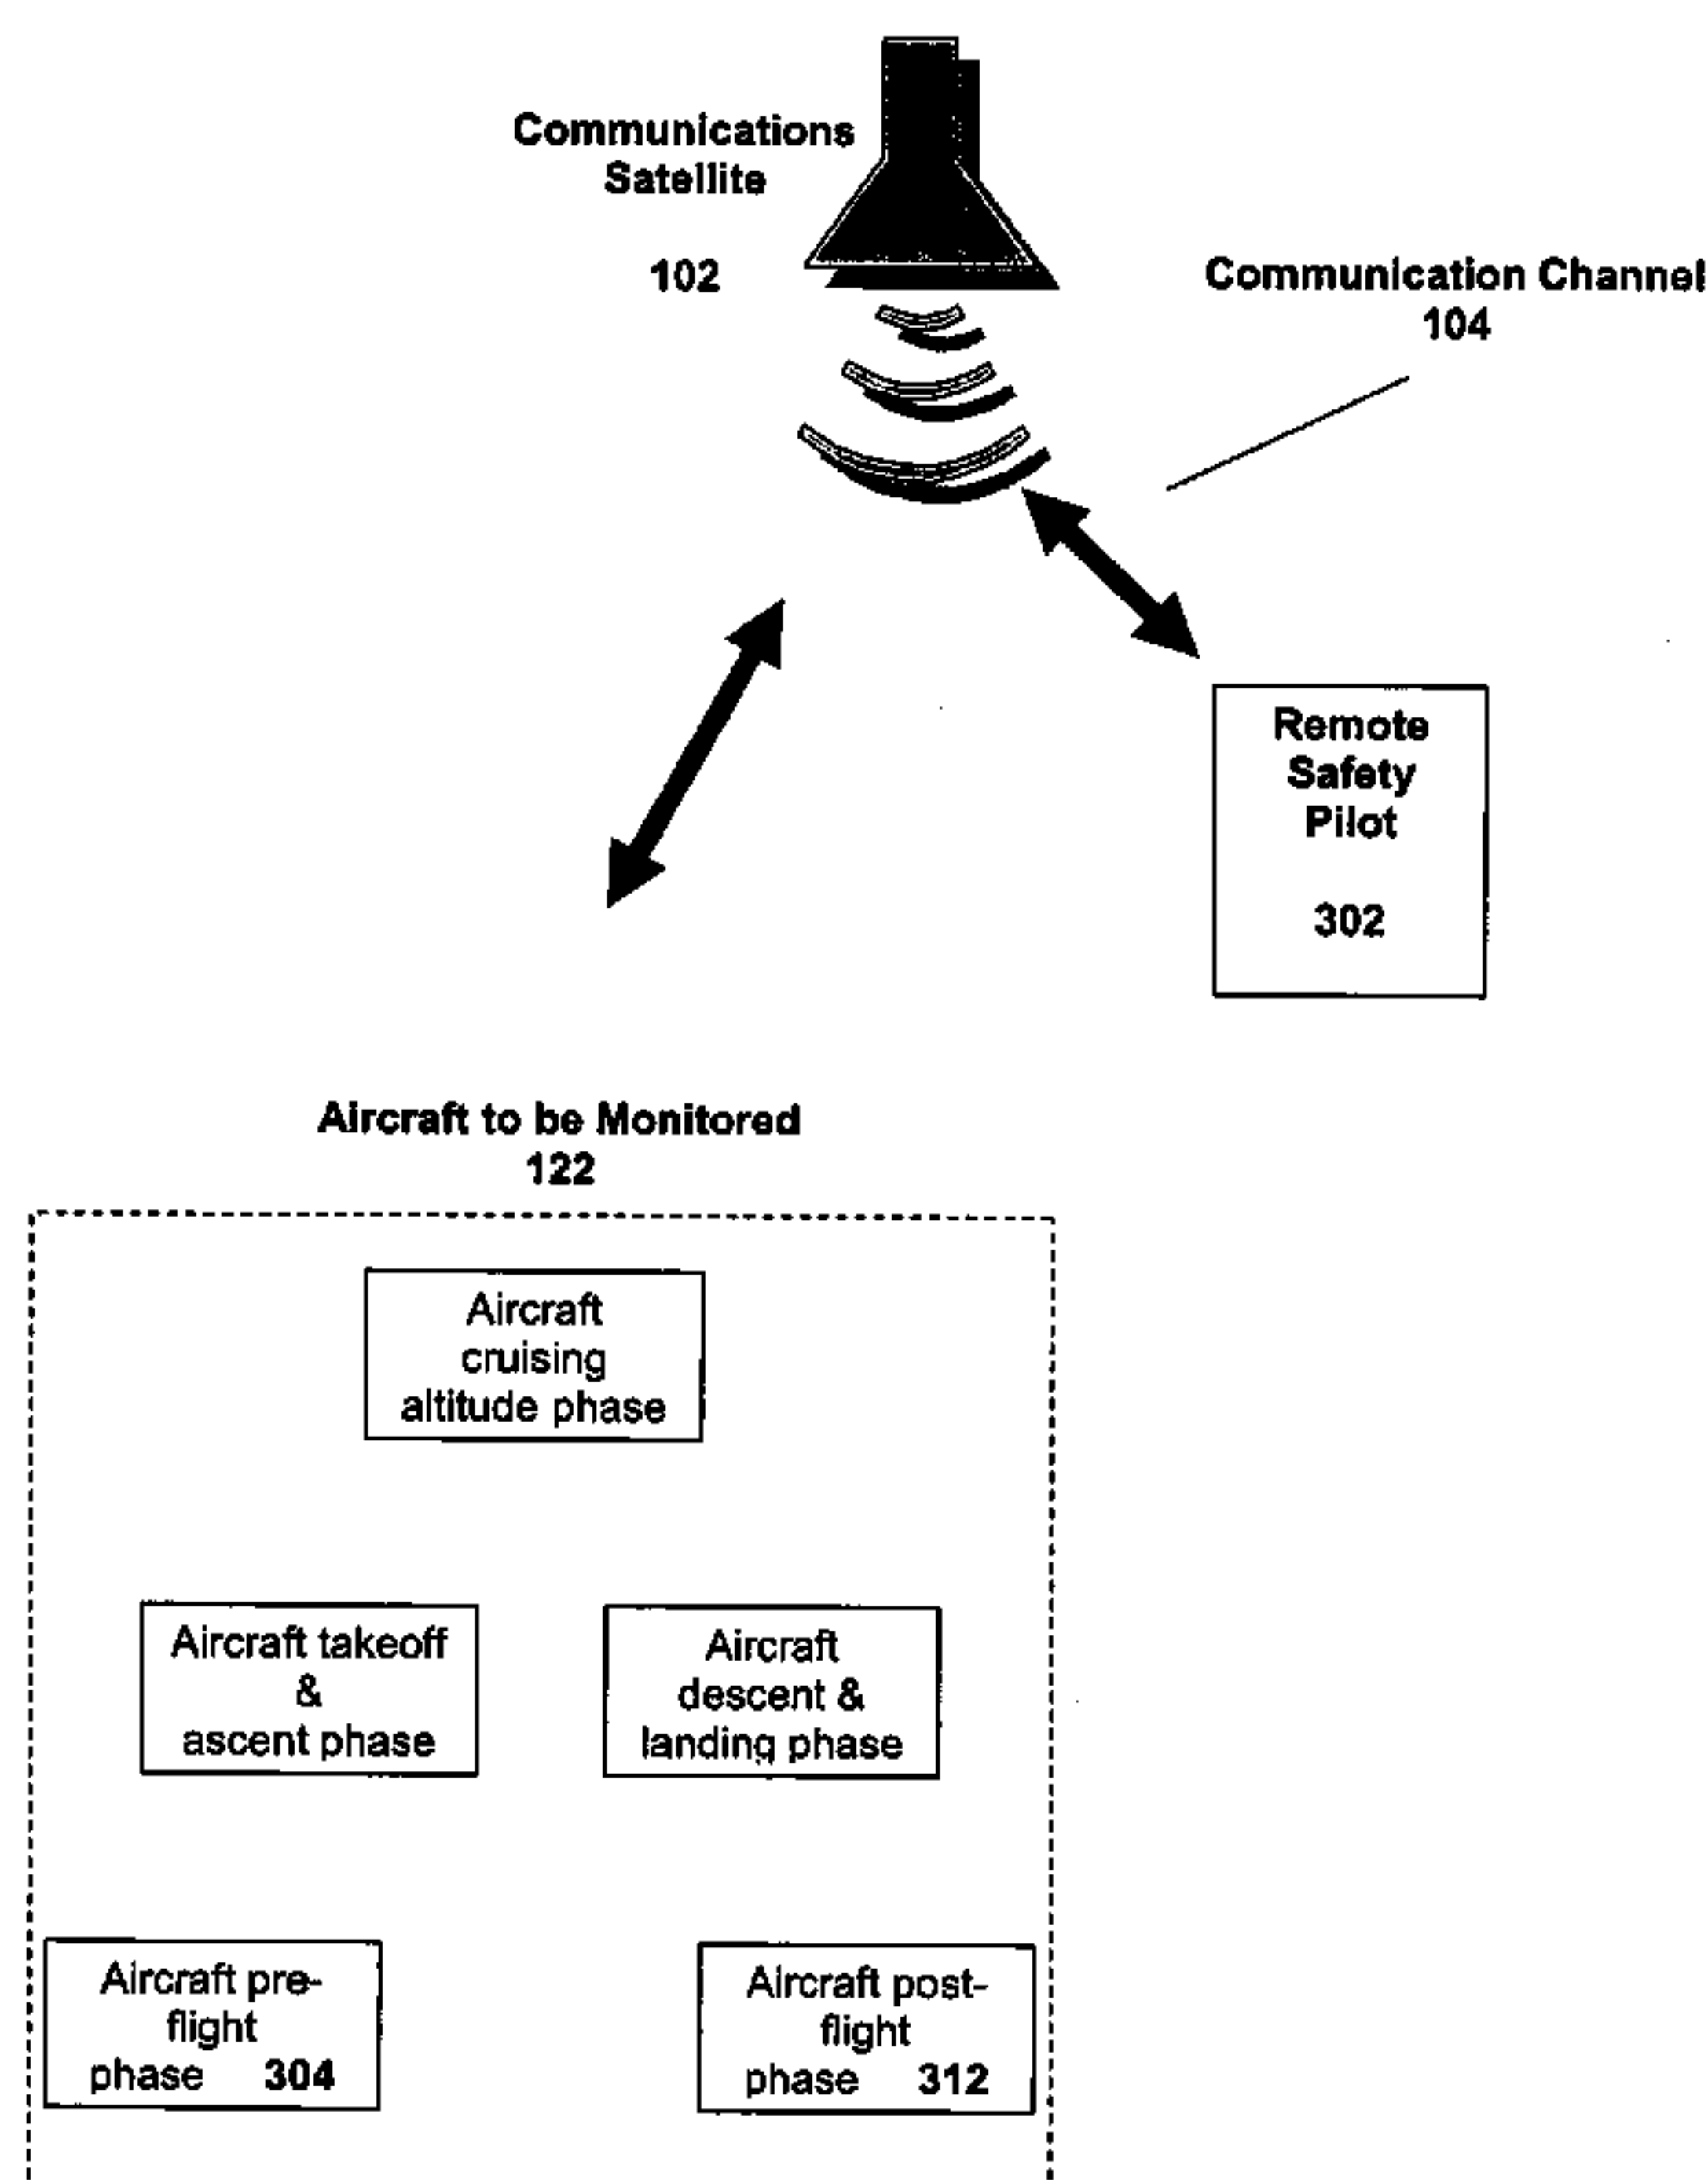 Communications
Satellite
102
Communication Channel
104
Remote
Safety
Pilot
302
Aircraft to be Monitored
122
Aircraft
cruising
altitude phase
Aircraft takeoff
&
ascent phase
Aircraft
descent &
landing phase
Aircraft pre-
flight
phase 304
Aircraft post-
flight
phase 312